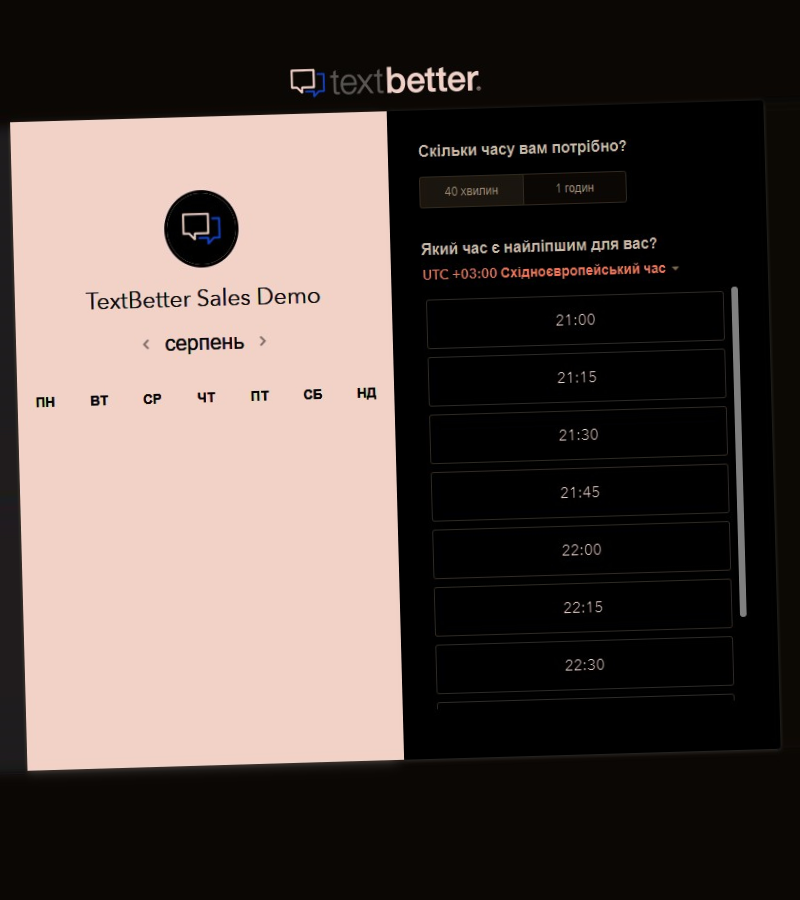 textbetter.
TextBetter Sales Demo
серпень
ПН ВТ СР ЧТ ПТ СБ НД
Скільки часу вам потрібно?
40 хвилин 1 годин
Який час є найліпшим для вас?
UTC +03:00 Східноєвропейський час
21:00
21:15
21:30
21:45
22:00
22:15
22:30